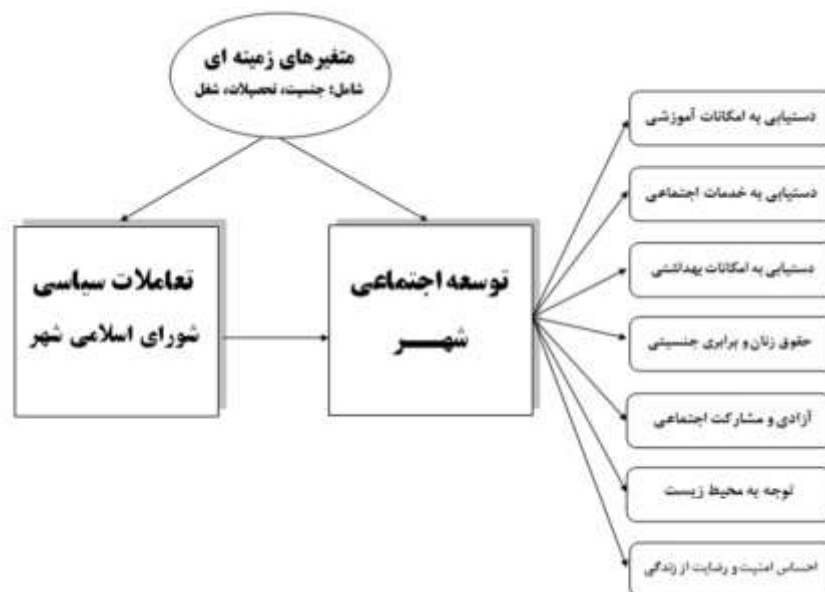 متغیرهای زمینه ای
شامل: جنسیت، تحصیلات، شغل
تعاملات سیاسی
شورای اسلامی شهر
توسعه اجتماعی
شهـــر
دستیابی به امکانات آموزشی
دستیابی به خدمات اجتماعی
دستیابی به امکانات بهداشتی
حقوق زنان و برابری جنسیتی
آزادی و مشارکت اجتماعی
توجه به محیط زیست
احساس امنیت و رضایت از زندگی